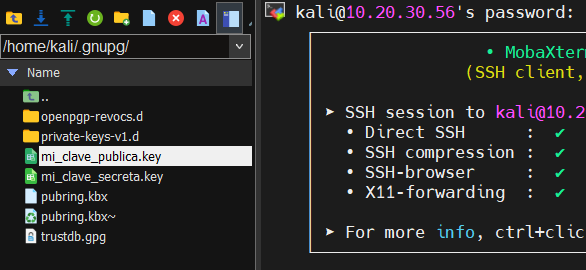 /home/kali/.gnupg/
Name
..
openpgp-revocs.d
private-keys-v1.d
mi_clave_publica.key
mi_clave_secreta.key
pubring.kbx
pubring.kbx~
trustdb.gpg
kali@10.20.30.56's password:
• MobaXterm
(SSH client,
➤ SSH session to kali@10.2
• Direct SSH : ✔
• SSH compression : ✔
• SSH-browser : ✔
• X11-forwarding : ✔
➤ For more info, ctrl+clic